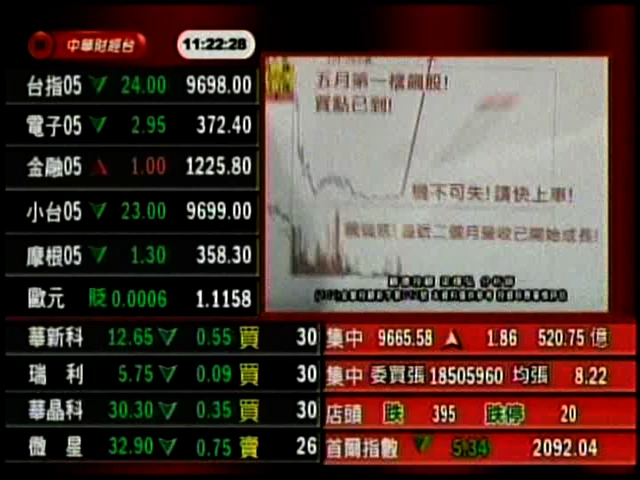 中華財經台 11:22:28
台指05 24.00 9698.00
電子05 2.95 372.40
金融05 1.00 1225.80
小台05 23.00 9699.00
摩根05 1.30 358.30
歐元 貶 0.0006 1.1158
五月第一檔飆股!
買點已到!
機不可失!請快上車!
最近二個月營收已開始成長!
華新科 12.65 0.55 買 30
瑞利 5.75 0.09 買 30
華晶科 30.30 0.35 買 30
微星 32.90 0.75 賣 26
集中 9665.58 1.86 520.75 億
集中 委買張 18505960 均張 8.22
店頭 跌 395 跌停 20
首爾指數 5.34 2092.04